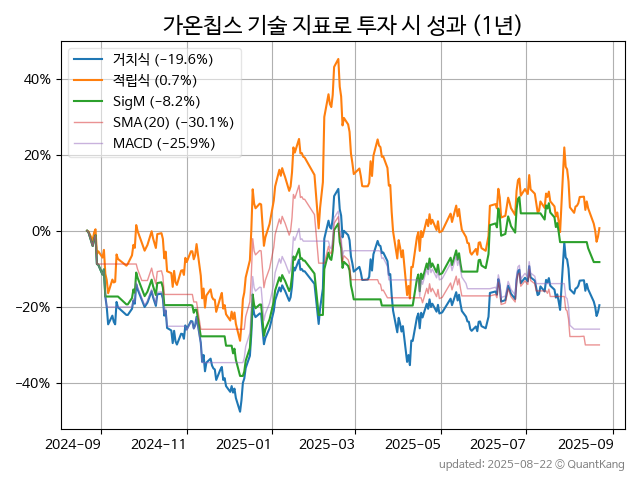 가온칩스 기술 지표로 투자 시 성과 (1년)
거치식 (−19.6%)
적립식 (0.7%)
SigM (−8.2%)
SMA(20) (−30.1%)
MACD (−25.9%)
40%
20%
0%
−20%
−40%
2024-09 2024-11 2025-01 2025-03 2025-05 2025-07 2025-09
updated: 2025-08-22 © QuantKang